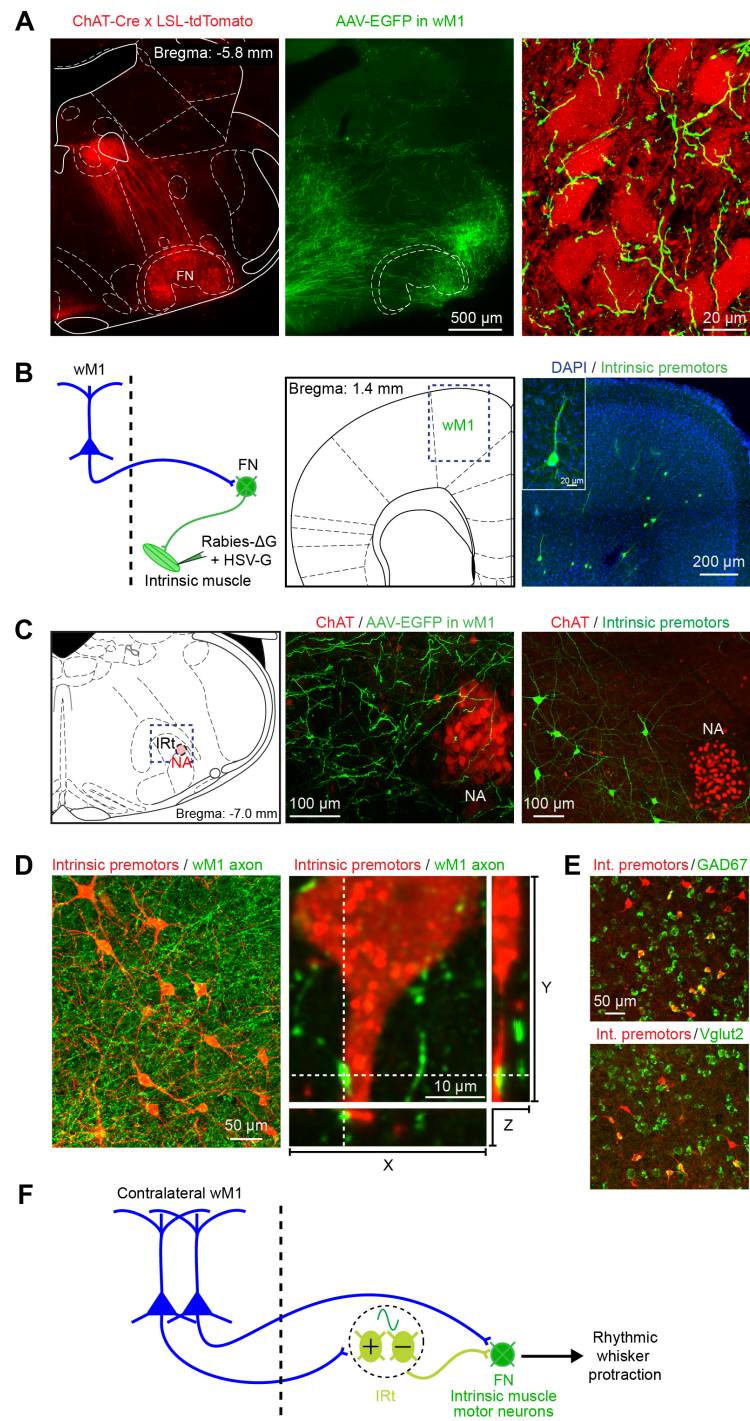 A
ChAT-Cre x LSL-tdTomato
AAV-EGFP in wM1
Bregma: -5.8 mm
FN
500 µm
20 µm
B
wM1
FN
Rabies-ΔG
+ HSV-G
Intrinsic muscle
Bregma: 1.4 mm
wM1
DAPI / Intrinsic premotors
20 µm
200 µm
C
IRt
NA
Bregma: -7.0 mm
ChAT / AAV-EGFP in wM1
NA
100 µm
ChAT / Intrinsic premotors
NA
100 µm
D
Intrinsic premotors / wM1 axon
50 µm
Intrinsic premotors / wM1 axon
10 µm
Y
Z
X
E
Int. premotors/GAD67
50 µm
Int. premotors/Vglut2
F
Contralateral wM1
+
−
IRt
FN
Intrinsic muscle
motor neurons
Rhythmic
whisker
protraction